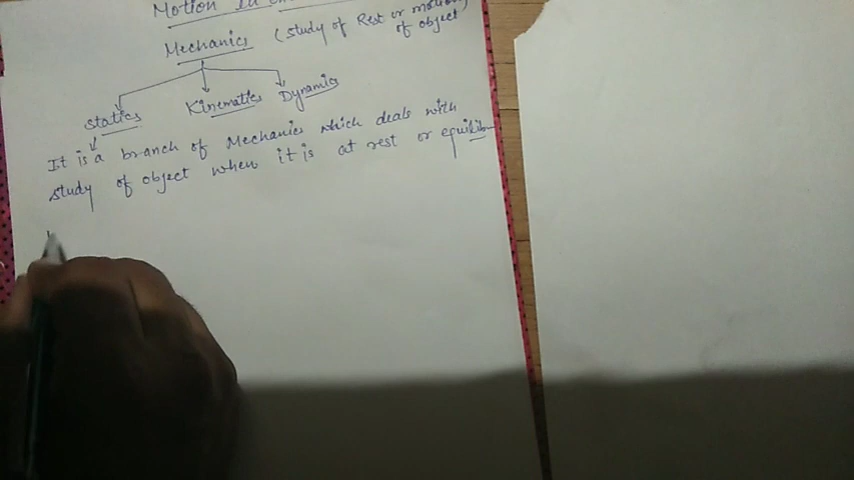 Motion in
Mechanics (study of Rest or motion)
of object
statics Kinematics Dynamics
It is a branch of Mechanics which deals with
study of object when it is at rest or equilib